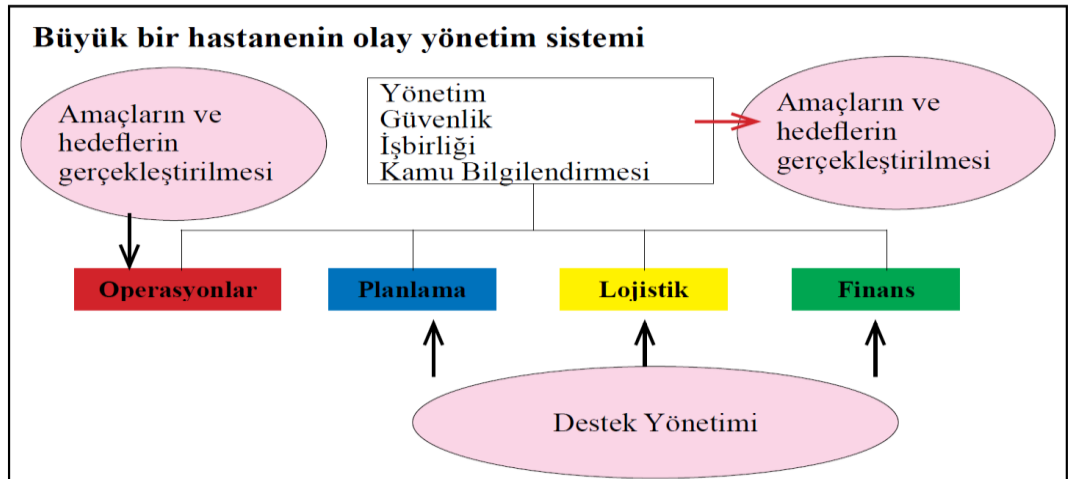 Büyük bir hastanenin olay yönetim sistemi
Amaçların ve
hedeflerin
gerçekleştirilmesi
Yönetim
Güvenlik
İşbirliği
Kamu Bilgilendirmesi
Amaçların ve
hedeflerin
gerçekleştirilmesi
Operasyonlar
Planlama
Lojistik
Finans
Destek Yönetimi